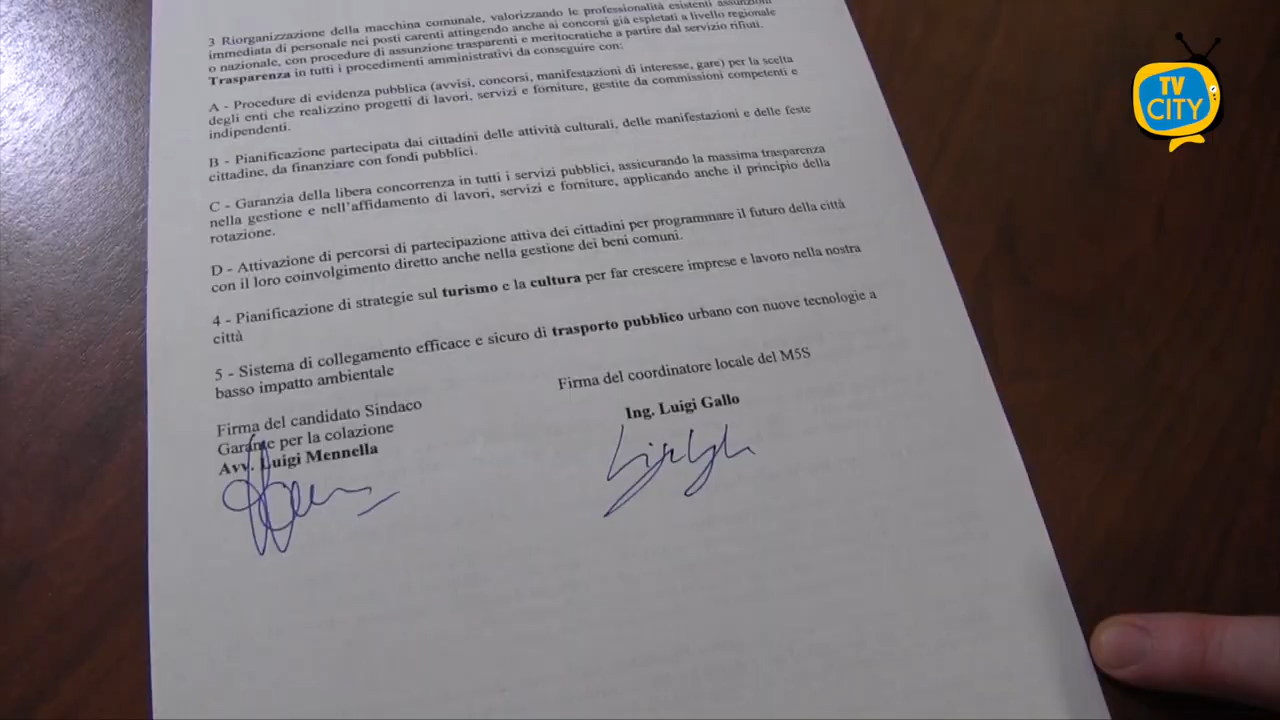 3 Riorganizzazione della macchina comunale, valorizzando le professionalità esistenti assunzioni
immediata di personale nei posti carenti attingendo anche ai concorsi già espletati a livello regionale
o nazionale, con procedure di assunzione trasparenti e meritocratiche a partire dal servizio rifiuti.
Trasparenza in tutti i procedimenti amministrativi da conseguire con:
A - Procedure di evidenza pubblica (avvisi, concorsi, manifestazioni di interesse, gare) per la scelta
degli enti che realizzino progetti di lavori, servizi e forniture, gestite da commissioni competenti e
indipendenti.
B - Pianificazione partecipata dai cittadini delle attività culturali, delle manifestazioni e delle feste
cittadine, da finanziare con fondi pubblici.
C - Garanzia della libera concorrenza in tutti i servizi pubblici, assicurando la massima trasparenza
nella gestione e nell'affidamento di lavori, servizi e forniture, applicando anche il principio della
rotazione.
D - Attivazione di percorsi di partecipazione attiva dei cittadini per programmare il futuro della città
con il loro coinvolgimento diretto anche nella gestione dei beni comuni.
4 - Pianificazione di strategie sul turismo e la cultura per far crescere imprese e lavoro nella nostra
città
5 - Sistema di collegamento efficace e sicuro di trasporto pubblico urbano con nuove tecnologie a
basso impatto ambientale
Firma del candidato Sindaco
Garante per la colazione
Avv. Luigi Mennella
Firma del coordinatore locale del M5S
Ing. Luigi Gallo
TV
CITY